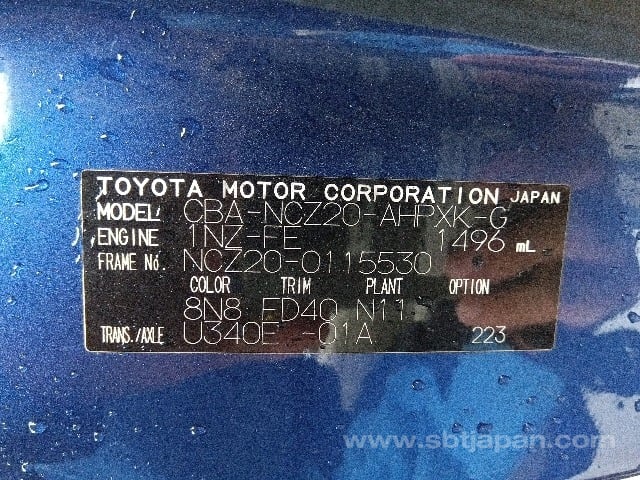 TOYOTA MOTOR CORPORATION JAPAN
MODEL CBA-NCZ20-AHPXK-G
ENGINE 1NZ-FE 1496 mL
FRAME No. NCZ20-0115530
COLOR TRIM PLANT OPTION
8N8 FD40 N11
TRANS./AXLE U340E -01A 223
www.sbtjapan.com